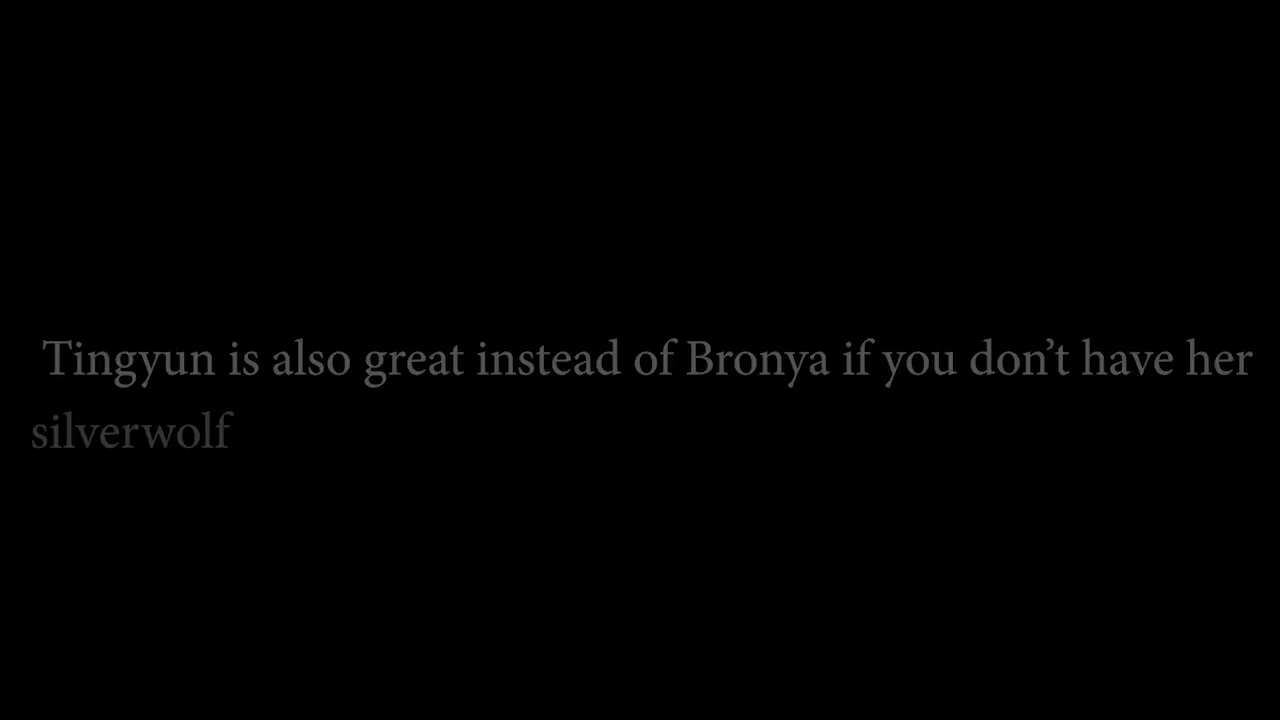 Tingyun is also great instead of Bronya if you don’t have her
silverwolf